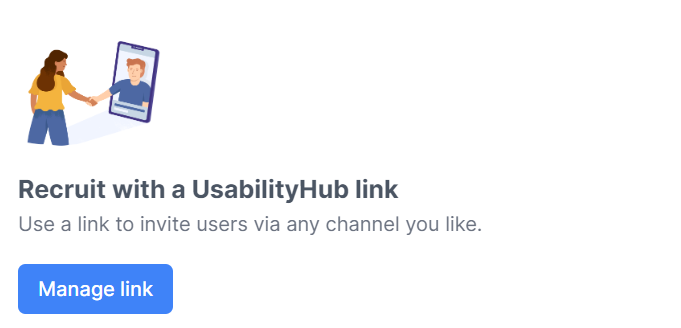 Recruit with a UsabilityHub link
Use a link to invite users via any channel you like.
Manage link